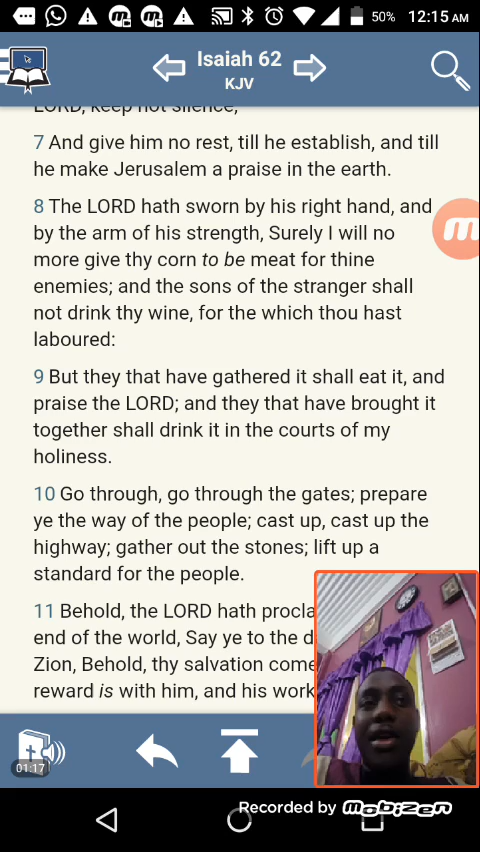 50% 12:15 AM
Isaiah 62
KJV
LORD, keep not silence,
7 And give him no rest, till he establish, and till
he make Jerusalem a praise in the earth.
8 The LORD hath sworn by his right hand, and
by the arm of his strength, Surely I will no
more give thy corn to be meat for thine
enemies; and the sons of the stranger shall
not drink thy wine, for the which thou hast
laboured:
9 But they that have gathered it shall eat it, and
praise the LORD; and they that have brought it
together shall drink it in the courts of my
holiness.
10 Go through, go through the gates; prepare
ye the way of the people; cast up, cast up the
highway; gather out the stones; lift up a
standard for the people.
11 Behold, the LORD hath procla
end of the world, Say ye to the d
Zion, Behold, thy salvation come
reward is with him, and his work
01:17
Recorded by mobizen